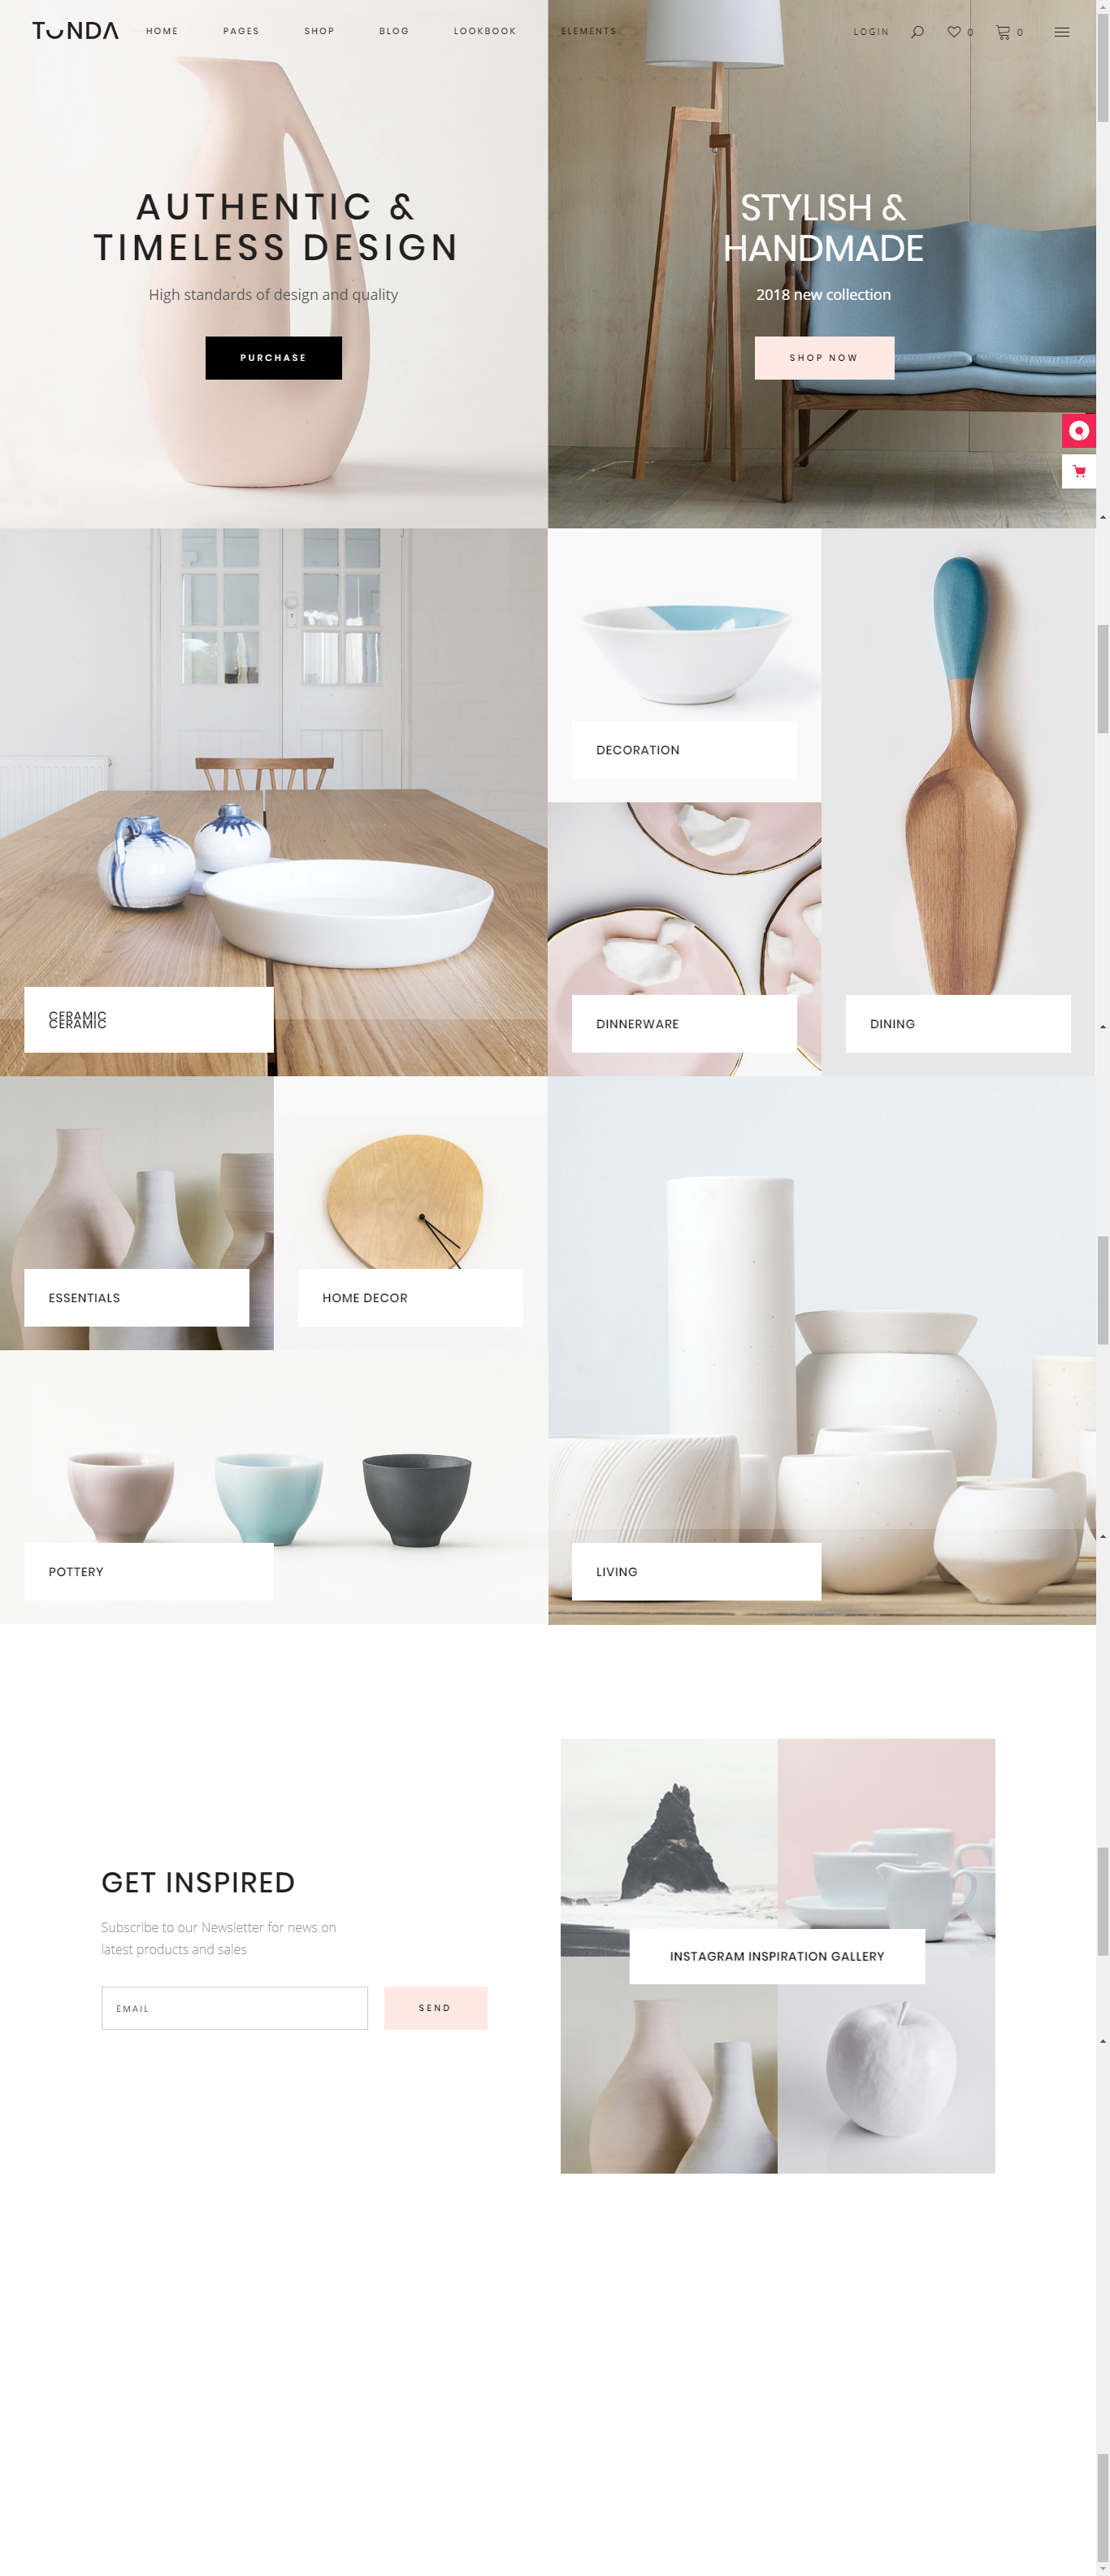 TUNDA
HOME
PAGES
SHOP
BLOG
LOOKBOOK
ELEMENTS
LOGIN
0
0
AUTHENTIC &
TIMELESS DESIGN
High standards of design and quality
PURCHASE
STYLISH &
HANDMADE
2018 new collection
SHOP NOW
DECORATION
CERAMIC
CERAMIC
DINNERWARE
DINING
ESSENTIALS
HOME DECOR
POTTERY
LIVING
GET INSPIRED
Subscribe to our Newsletter for news on
latest products and sales
EMAIL
SEND
INSTAGRAM INSPIRATION GALLERY